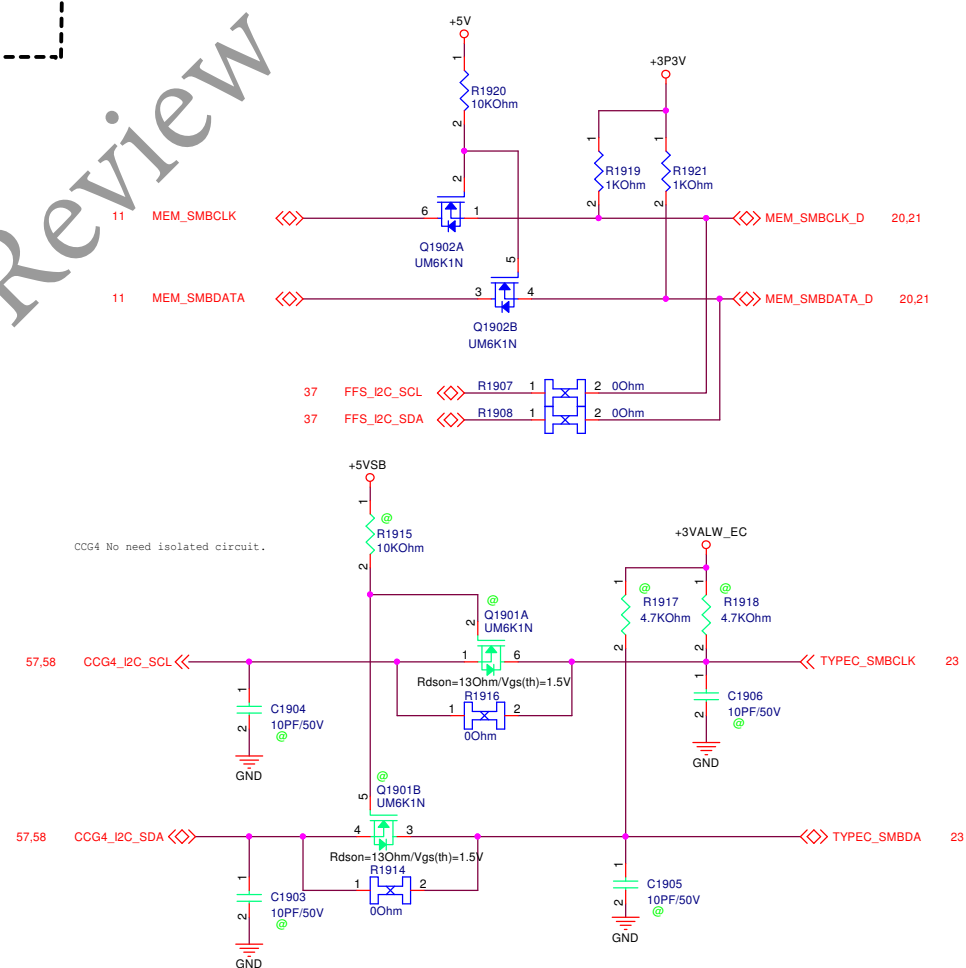 Review
+5V
1
R1920
10KOhm
2
+3P3V
1
R1919
1KOhm
2
1
R1921
1KOhm
2
2
11 MEM_SMBCLK
6
1
MEM_SMBCLK_D 20,21
Q1902A
UM6K1N
5
11 MEM_SMBDATA
3
4
MEM_SMBDATA_D 20,21
Q1902B
UM6K1N
37 FFS_I2C_SCL
R1907 1
2 0Ohm
37 FFS_I2C_SDA
R1908 1
2 0Ohm
+5VSB
1
@
R1915
10KOhm
2
CCG4 No need isolated circuit.
+3VALW_EC
1
@
R1917
4.7KOhm
2
1
@
R1918
4.7KOhm
2
@
Q1901A
UM6K1N
2
57,58 CCG4_I2C_SCL
1
6
TYPEC_SMBCLK 23
Rdson=13Ohm/Vgs(th)=1.5V
R1916
1
2
0Ohm
1
C1904
10PF/50V
2
@
GND
1
C1906
10PF/50V
2
@
GND
@
Q1901B
UM6K1N
5
57,58 CCG4_I2C_SDA
4
3
TYPEC_SMBDA 23
Rdson=13Ohm/Vgs(th)=1.5V
R1914
1
2
0Ohm
1
C1903
10PF/50V
2
@
GND
1
C1905
10PF/50V
2
@
GND